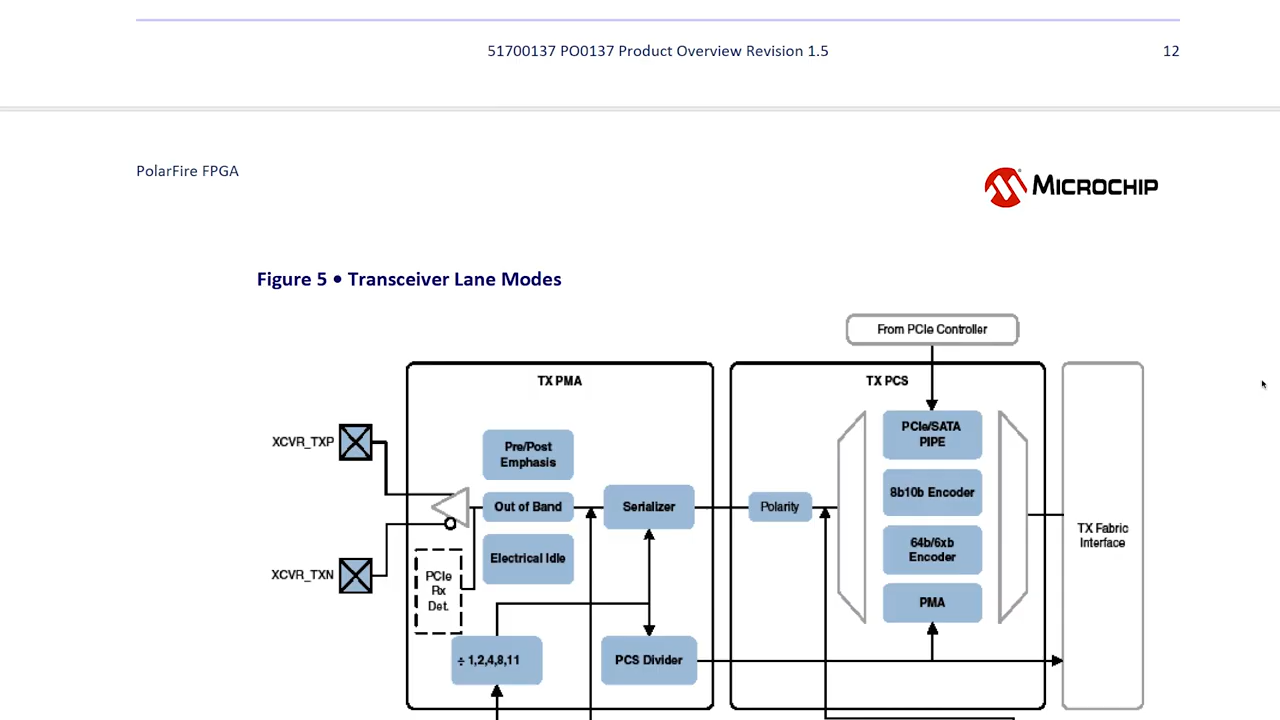 51700137 PO0137 Product Overview Revision 1.5
12
PolarFire FPGA
MICROCHIP
Figure 5 • Transceiver Lane Modes
From PCIe Controller
TX PMA
TX PCS
XCVR_TXP
Pre/Post
Emphasis
PCIe/SATA
PIPE
8b10b Encoder
Out of Band
Serializer
Polarity
64b/6xb
Encoder
TX Fabric
Interface
Electrical Idle
XCVR_TXN
PCIe
Rx
Det.
PMA
÷ 1,2,4,8,11
PCS Divider